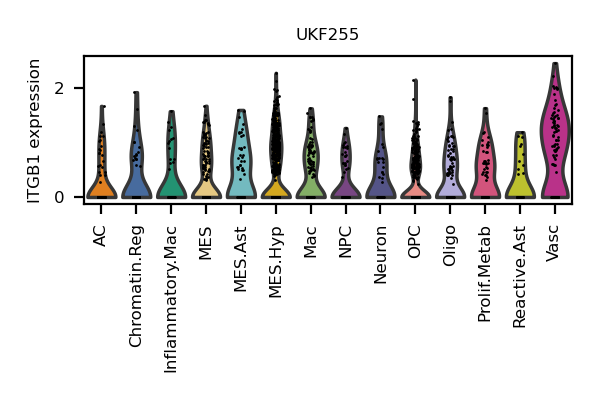 UKF255
ITGB1 expression
2
0
AC
Chromatin.Reg
Inflammatory.Mac
MES
MES.Ast
MES.Hyp
Mac
NPC
Neuron
OPC
Oligo
Prolif.Metab
Reactive.Ast
Vasc